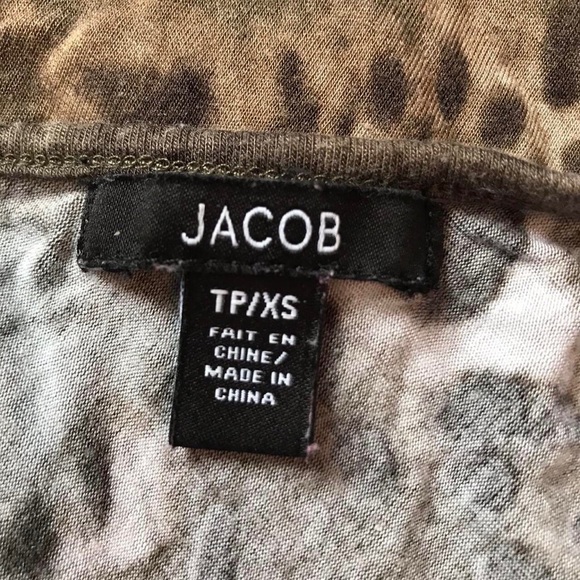 JACOB
TP/XS
FAIT EN
CHINE/
MADE IN
CHINA